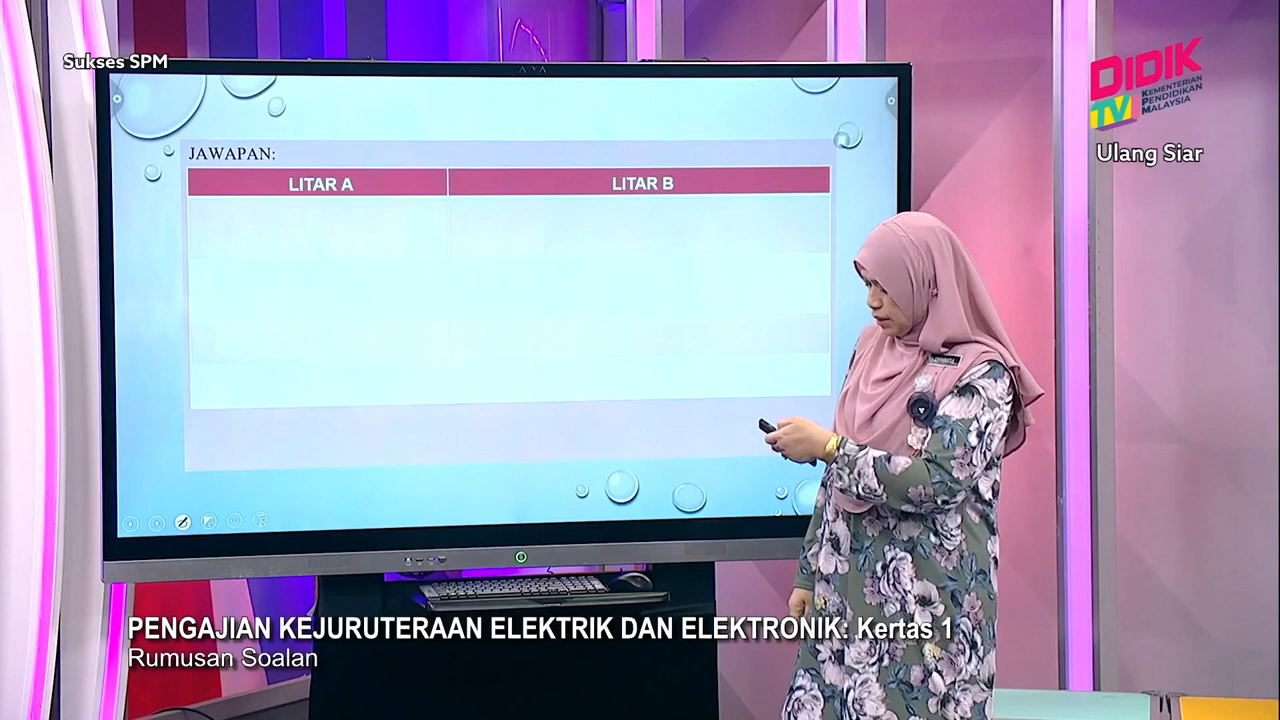 Sukses SPM
DIDIK
TV
KEMENTERIAN
PENDIDIKAN
MALAYSIA
Ulang Siar
JAWAPAN:
LITAR A
LITAR B
PENGAJIAN KEJURUTERAAN ELEKTRIK DAN ELEKTRONIK: Kertas 1
Rumusan Soalan